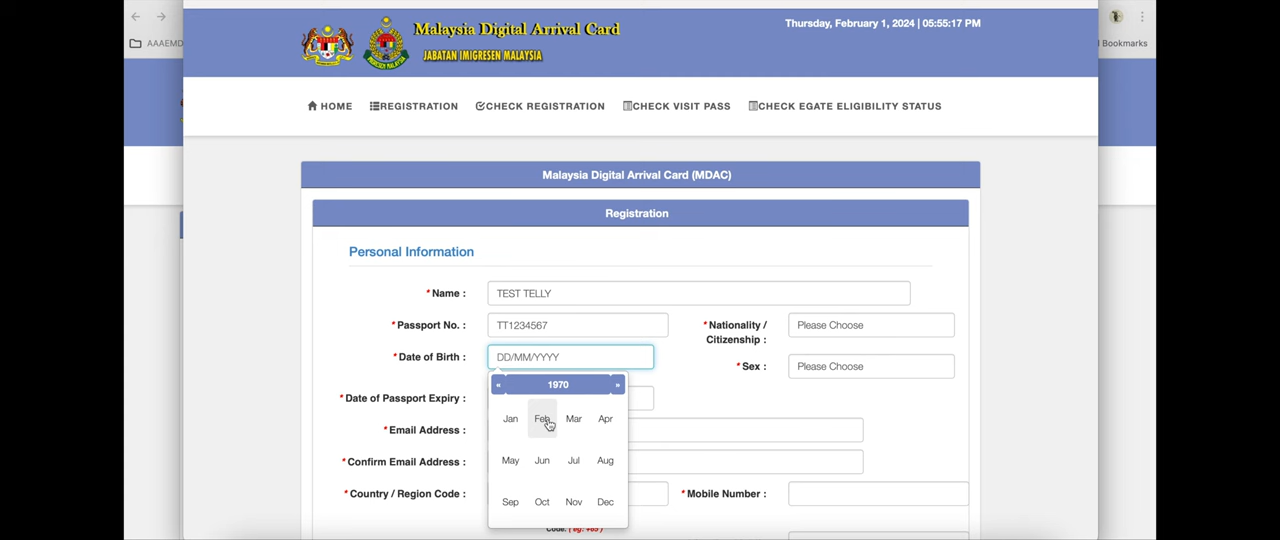 AAAEMD
Bookmarks
Malaysia Digital Arrival Card
JABATAN IMIGRESEN MALAYSIA
Thursday, February 1, 2024 | 05:55:17 PM
HOME REGISTRATION CHECK REGISTRATION CHECK VISIT PASS CHECK EGATE ELIGIBILITY STATUS
Malaysia Digital Arrival Card (MDAC)
Registration
Personal Information
* Name : TEST TELLY
* Passport No. : TT1234567
* Nationality / Citizenship : Please Choose
* Date of Birth : DD/MM/YYYY
* Sex : Please Choose
« 1970 »
* Date of Passport Expiry :
Jan Feb Mar Apr
* Email Address :
May Jun Jul Aug
* Confirm Email Address :
* Country / Region Code :
* Mobile Number :
Sep Oct Nov Dec
Code. ( eg: +65 )